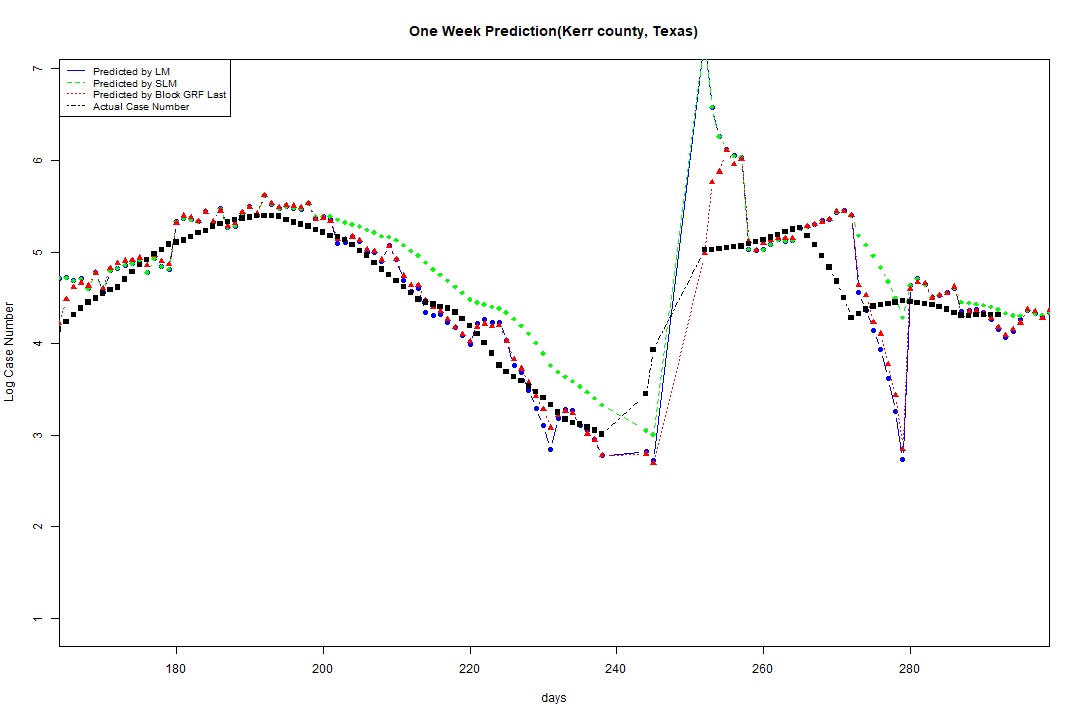 One Week Prediction(Kerr county, Texas)
Predicted by LM
Predicted by SLM
Predicted by Block GRF Last
Actual Case Number
7
6
5
4
3
2
1
Log Case Number
180 200 220 240 260 280
days